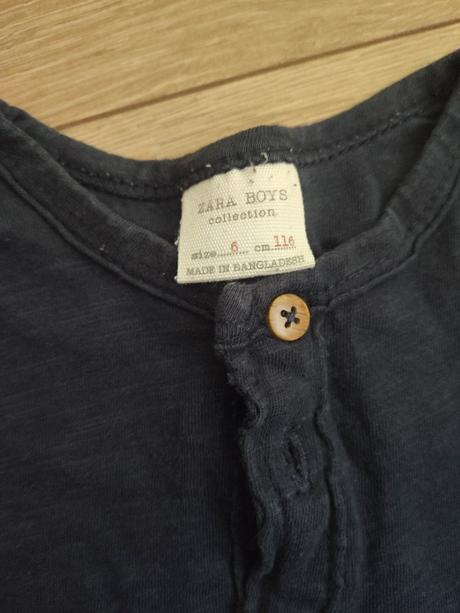 ZARA BOYS
collection
size.....6.... cm.116
MADE IN BANGLADESH